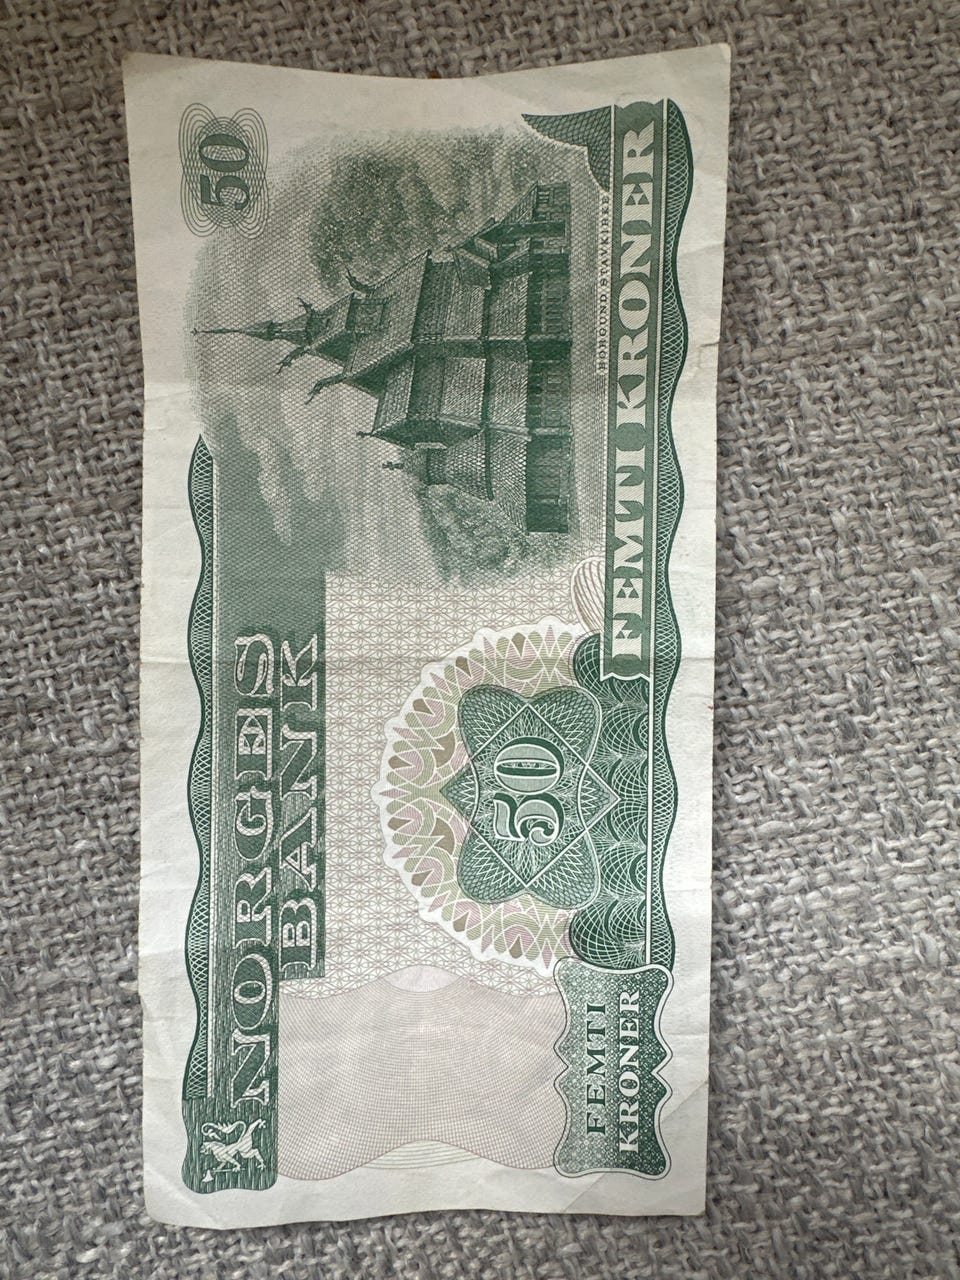 NORGES
BANK
50
BORGUND STAVKIRKE
50
FEMTI
KRONER
FEMTI KRONER